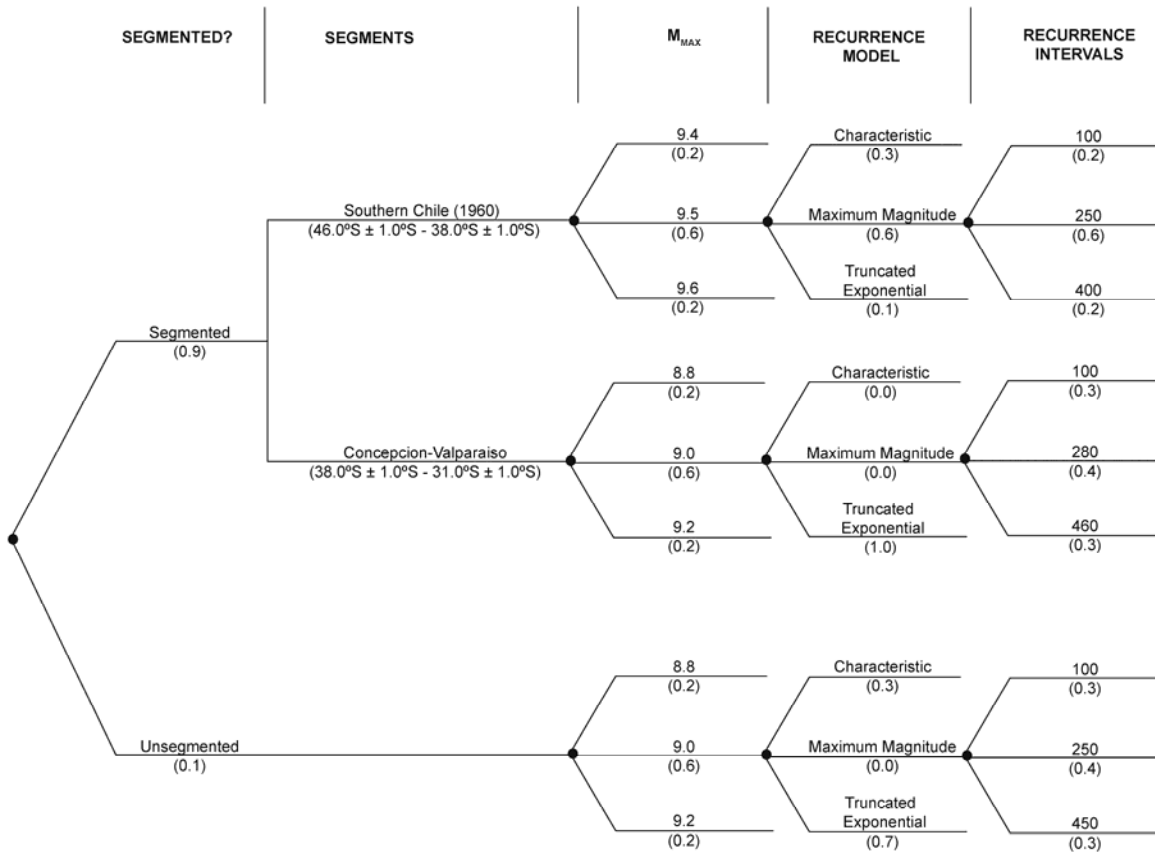 SEGMENTED?
SEGMENTS
M_MAX
RECURRENCE
MODEL
RECURRENCE
INTERVALS
Southern Chile (1960)
(46.0ºS ± 1.0ºS - 38.0ºS ± 1.0ºS)
9.4
(0.2)
9.5
(0.6)
9.6
(0.2)
Characteristic
(0.3)
Maximum Magnitude
(0.6)
Truncated
Exponential
(0.1)
100
(0.2)
250
(0.6)
400
(0.2)
Segmented
(0.9)
Concepcion-Valparaiso
(38.0ºS ± 1.0ºS - 31.0ºS ± 1.0ºS)
8.8
(0.2)
9.0
(0.6)
9.2
(0.2)
Characteristic
(0.0)
Maximum Magnitude
(0.0)
Truncated
Exponential
(1.0)
100
(0.3)
280
(0.4)
460
(0.3)
Unsegmented
(0.1)
8.8
(0.2)
9.0
(0.6)
9.2
(0.2)
Characteristic
(0.3)
Maximum Magnitude
(0.0)
Truncated
Exponential
(0.7)
100
(0.3)
250
(0.4)
450
(0.3)